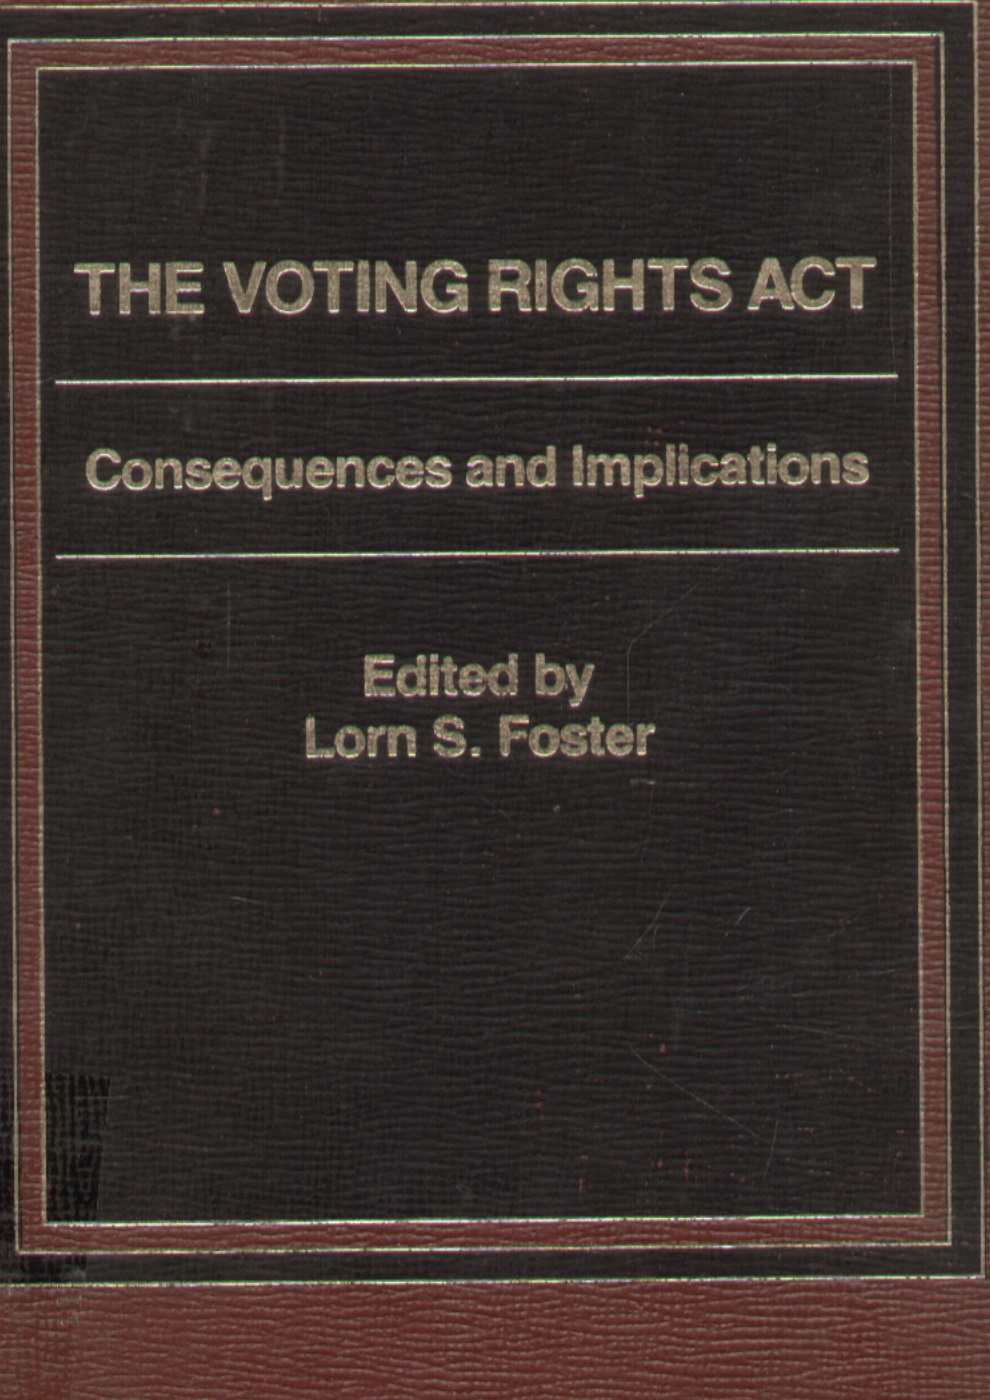 THE VOTING RIGHTS ACT
Consequences and Implications
Edited by
Lorn S. Foster